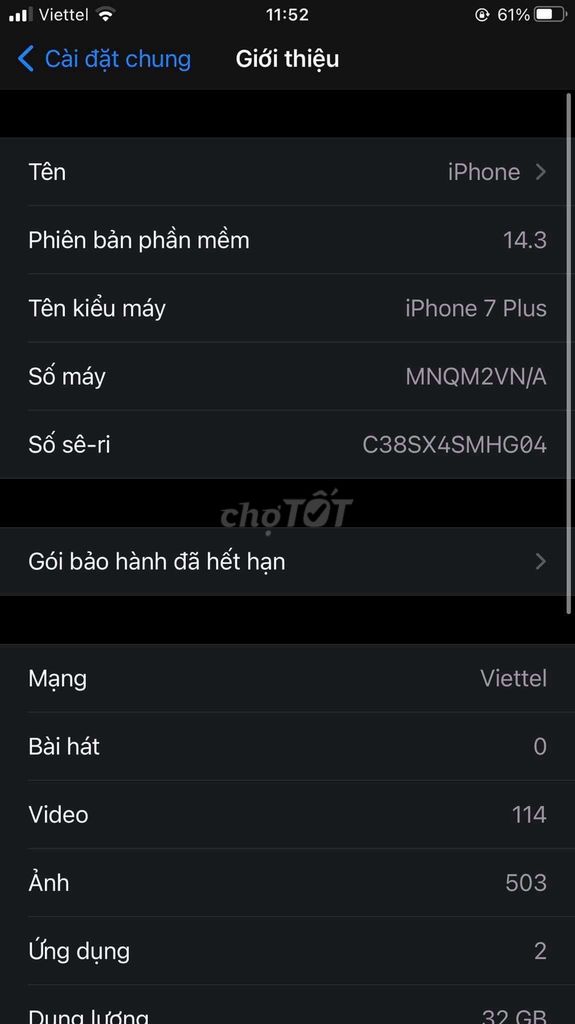 Viettel 11:52 61%
Cài đặt chung Giới thiệu
Tên iPhone
Phiên bản phần mềm 14.3
Tên kiểu máy iPhone 7 Plus
Số máy MNQM2VN/A
Số sê-ri C38SX4SMHG04
chợTỐT
Gói bảo hành đã hết hạn
Mạng Viettel
Bài hát 0
Video 114
Ảnh 503
Ứng dụng 2
Dung lượng 32 GB